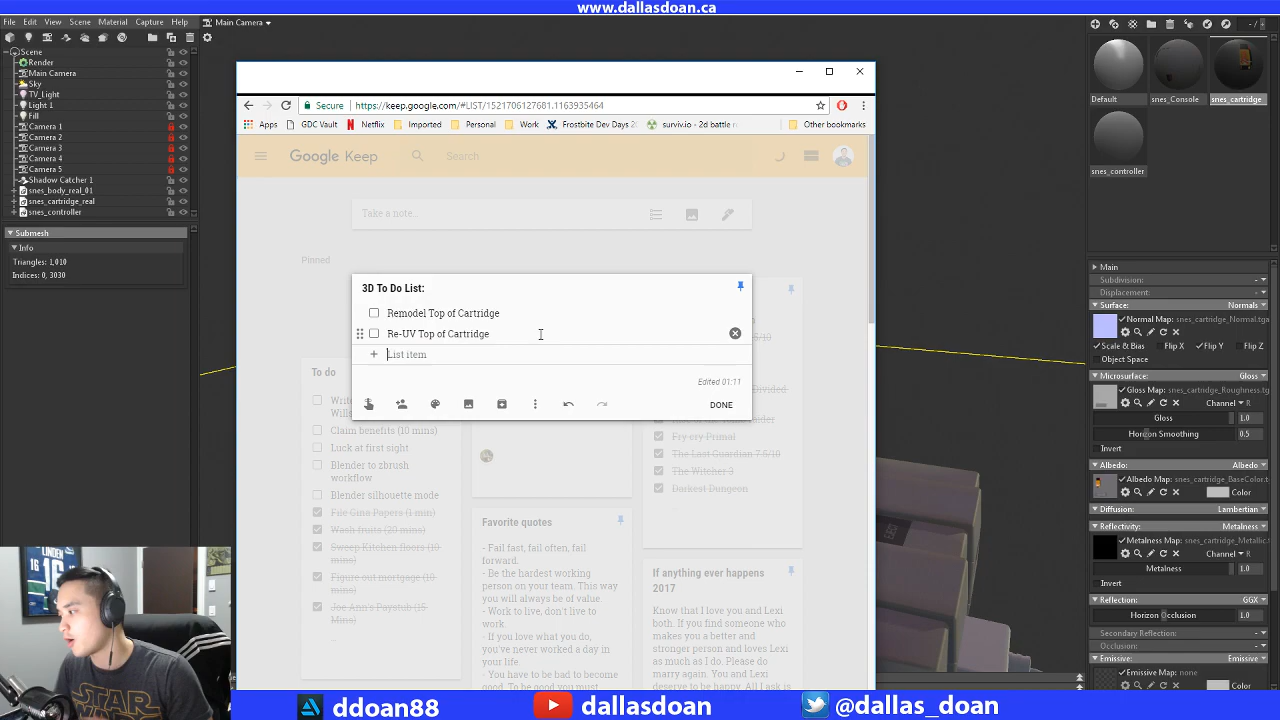 www.dallasdoan.ca
File Edit View Scene Material Capture Help
Main Camera
Scene
Render
Main Camera
Sky
TV_Light
Light 1
Fill
Camera 1
Camera 2
Camera 3
Camera 4
Camera 5
Shadow Catcher 1
snes_body_real_01
snes_cartridge_real
snes_controller
Submesh
Info
Triangles: 1,010
Indices: 0, 3030
Secure https://keep.google.com/#LIST/1521706127681.1163935464
Apps GDC Vault Netflix Imported Personal Work Frostbite Dev Days 2 surviv.io - 2d battle Other bookmarks
Google Keep Search
Take a note...
Pinned
3D To Do List:
Remodel Top of Cartridge
Re-UV Top of Cartridge
List item
Edited 01:11
DONE
To do
Claim benefits (10 mins)
Luck at first sight
Blender to zbrush
workflow
Blender silhouette mode
File Gina Papers (1 min)
Wash fruits (20 mins)
Sweep Kitchen floors (10
mins)
Figure out mortgage (10
mins)
Joe Ann's Paystub (15
Mins)
Favorite quotes
- Fail fast, fail often, fail
forward.
- Be the hardest working
person on your team. This way
you will always be of value
- Work to live, don't live to
work.
- If you love what you do,
you've never worked a day in
your life.
- You have to be bad to become
good. To be good you must
Divided
Fry cry Primal
The Last Guardian 7.5/10
The Witcher 3
Darkest Dungeon
If anything ever happens
2017
Know that I love you and Lexi
both. If you find someone who
makes you a better and
stronger person and loves Lexi
as much as I do. Please do
marry again. You and Lexi
deserve to be happy. All I ask is
Default
snes_Console
snes_cartridge
snes_controller
Main
Subdivision:
Displacement:
Surface: Normals
Normal Map: snes_cartridge_Normal.tga
Scale & Bias Flip X Flip Y Flip Z
Object Space
Microsurface: Gloss
Gloss Map: snes_cartridge_Roughness.tg
Channel R
Gloss 1.0
Horizon Smoothing 0.5
Invert
Albedo: Albedo
Albedo Map: snes_cartridge_BaseColor.t
Color
Diffusion: Lambertian
Reflectivity: Metalness
Metalness Map: snes_cartridge_Metallic.
Channel R
Metalness 1.0
Invert
Reflection: GGX
Horizon Occlusion 1.0
Secondary Reflection:
Occlusion:
Emissive: Emissive
Emissive Map: none
Color
LINDEN
16
STAR
WARS
ddoan88 dallasdoan @dallas_doan